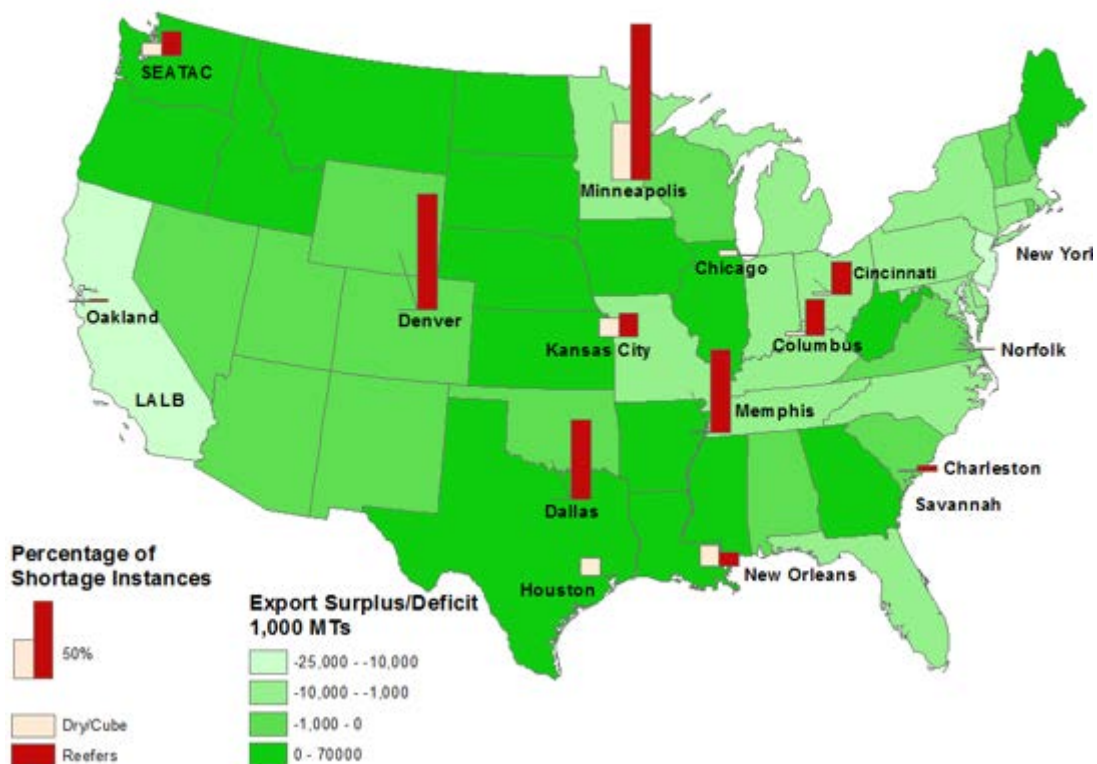 SEATAC
Minneapolis
New York
Chicago
Cincinnati
Oakland
Denver
Kansas City
Columbus
Norfolk
LALB
Memphis
Charleston
Savannah
Dallas
Houston
New Orleans
Percentage of
Shortage Instances
50%
Dry/Cube
Reefers
Export Surplus/Deficit
1,000 MTs
-25,000 - -10,000
-10,000 - -1,000
-1,000 - 0
0 - 70000